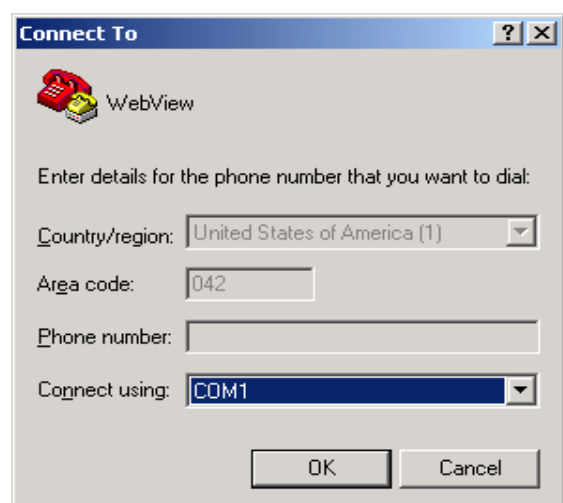 Connect To
WebView
Enter details for the phone number that you want to dial:
Country/region: United States of America (1)
Area code: 042
Phone number:
Connect using: COM1
OK Cancel